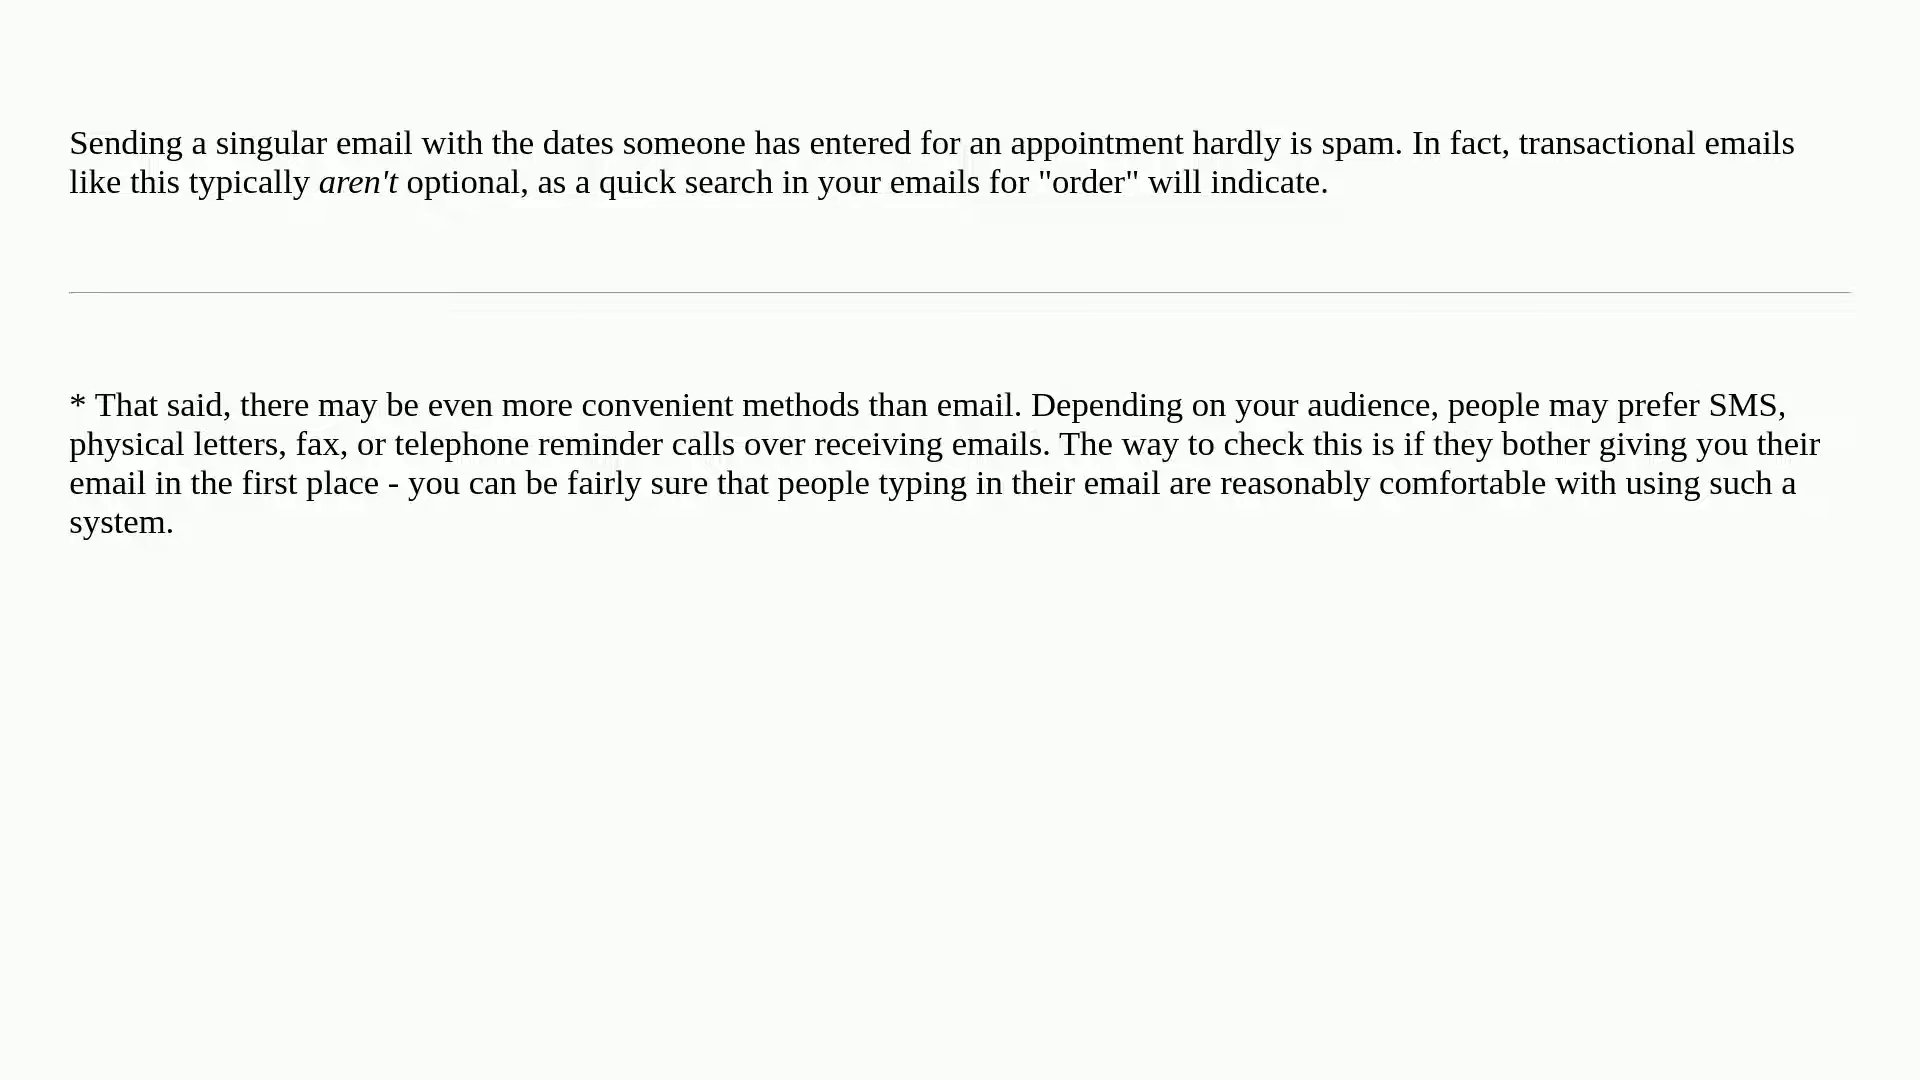 Sending a singular email with the dates someone has entered for an appointment hardly is spam. In fact, transactional emails
like this typically aren't optional, as a quick search in your emails for "order" will indicate.
* That said, there may be even more convenient methods than email. Depending on your audience, people may prefer SMS,
physical letters, fax, or telephone reminder calls over receiving emails. The way to check this is if they bother giving you their
email in the first place - you can be fairly sure that people typing in their email are reasonably comfortable with using such a
system.